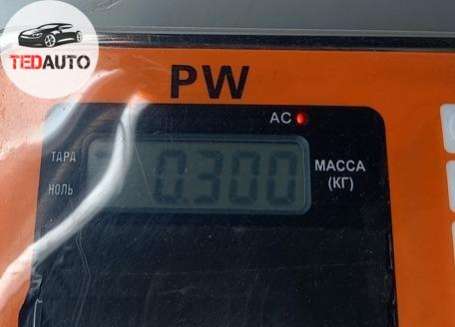 TEDAUTO
PW
AC
ТАРА
НОЛЬ
0.300
МАССА
(КГ)